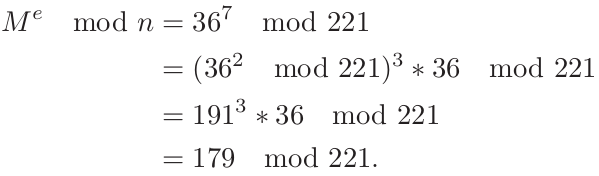 M^e mod n = 36^7 mod 221
= (36^2 mod 221)^3 * 36 mod 221
= 191^3 * 36 mod 221
= 179 mod 221.